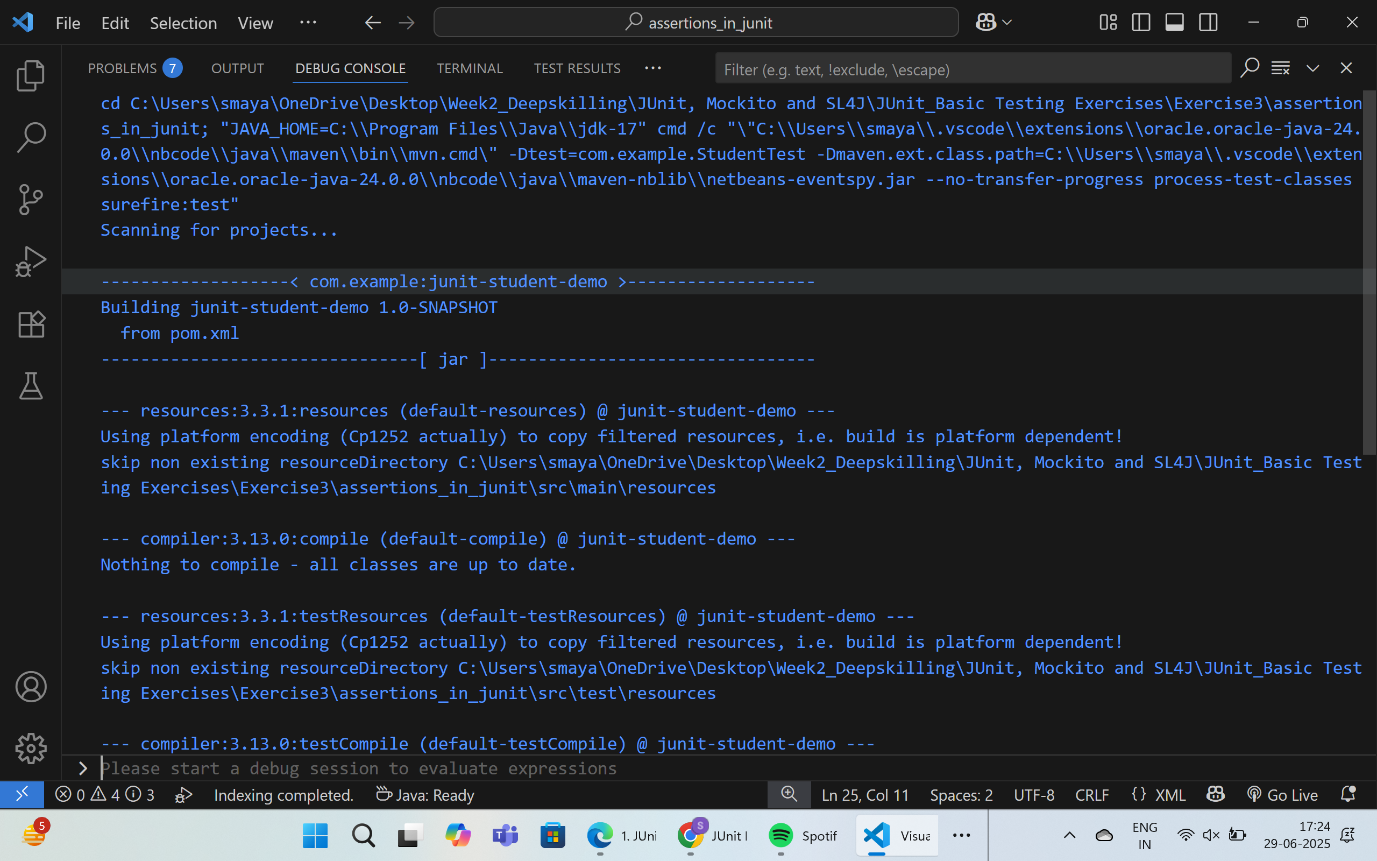 File Edit Selection View ··· assertions_in_junit
PROBLEMS 7 OUTPUT DEBUG CONSOLE TERMINAL TEST RESULTS ··· Filter (e.g. text, !exclude, \escape)
cd C:\Users\smaya\OneDrive\Desktop\Week2_Deepskilling\JUnit, Mockito and SL4J\JUnit_Basic Testing Exercises\Exercise3\assertion
s_in_junit; "JAVA_HOME=C:\\Program Files\\Java\\jdk-17" cmd /c "\"C:\\Users\\smaya\\.vscode\\extensions\\oracle.oracle-java-24.
0.0\\nbcode\\java\\maven\\bin\\mvn.cmd\" -Dtest=com.example.StudentTest -Dmaven.ext.class.path=C:\\Users\\smaya\\.vscode\\exten
sions\\oracle.oracle-java-24.0.0\\nbcode\\java\\maven-nblib\\netbeans-eventspy.jar --no-transfer-progress process-test-classes
surefire:test"
Scanning for projects...
-------------------< com.example:junit-student-demo >-------------------
Building junit-student-demo 1.0-SNAPSHOT
from pom.xml
--------------------------------[ jar ]---------------------------------
--- resources:3.3.1:resources (default-resources) @ junit-student-demo ---
Using platform encoding (Cp1252 actually) to copy filtered resources, i.e. build is platform dependent!
skip non existing resourceDirectory C:\Users\smaya\OneDrive\Desktop\Week2_Deepskilling\JUnit, Mockito and SL4J\JUnit_Basic Test
ing Exercises\Exercise3\assertions_in_junit\src\main\resources
--- compiler:3.13.0:compile (default-compile) @ junit-student-demo ---
Nothing to compile - all classes are up to date.
--- resources:3.3.1:testResources (default-testResources) @ junit-student-demo ---
Using platform encoding (Cp1252 actually) to copy filtered resources, i.e. build is platform dependent!
skip non existing resourceDirectory C:\Users\smaya\OneDrive\Desktop\Week2_Deepskilling\JUnit, Mockito and SL4J\JUnit_Basic Test
ing Exercises\Exercise3\assertions_in_junit\src\test\resources
--- compiler:3.13.0:testCompile (default-testCompile) @ junit-student-demo ---
Please start a debug session to evaluate expressions
0 4 3 Indexing completed. Java: Ready Ln 25, Col 11 Spaces: 2 UTF-8 CRLF {} XML Go Live
5 1. JUni S JUnit I Spotif Visua ··· ENG 17:24
IN 29-06-2025